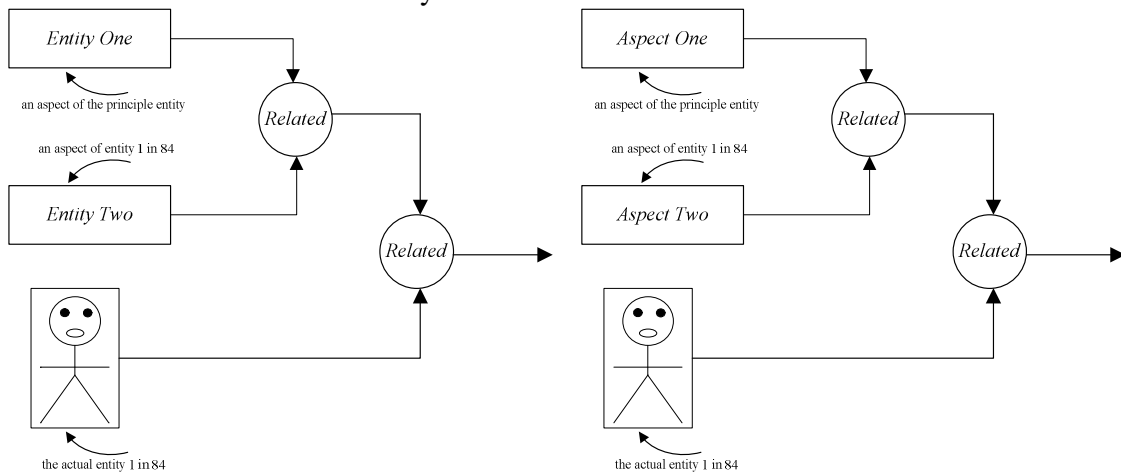 Entity One
an aspect of the principle entity
Related
an aspect of entity 1 in 84
Entity Two
Related
the actual entity 1 in 84
Aspect One
an aspect of the principle entity
Related
an aspect of entity 1 in 84
Aspect Two
Related
the actual entity 1 in 84